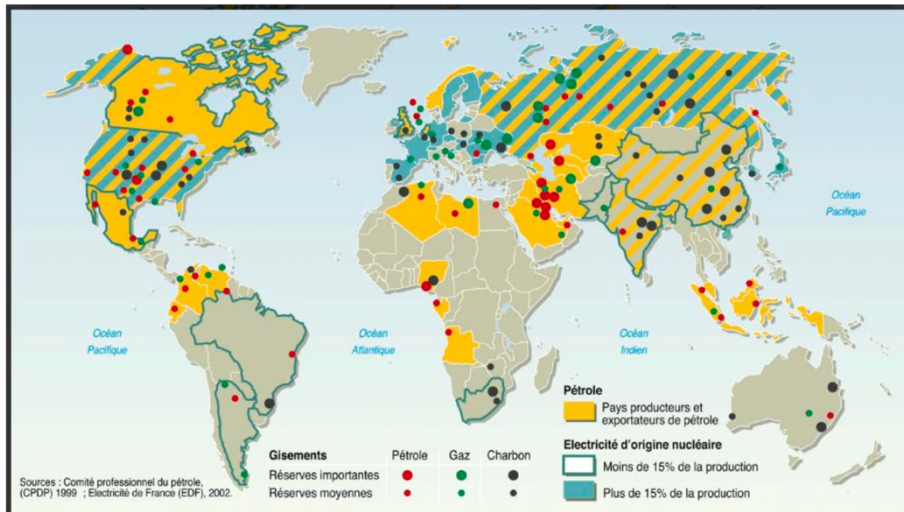 Océan
Pacifique
Océan
Pacifique
Océan
Atlantique
Océan
Indien
Pétrole
Pays producteurs et
exportateurs de pétrole
Electricité d'origine nucléaire
Moins de 15% de la production
Plus de 15% de la production
Gisements Pétrole Gaz Charbon
Réserves importantes
Réserves moyennes
Sources : Comité professionnel du pétrole,
(CPDP) 1999 ; Electricité de France (EDF), 2002.